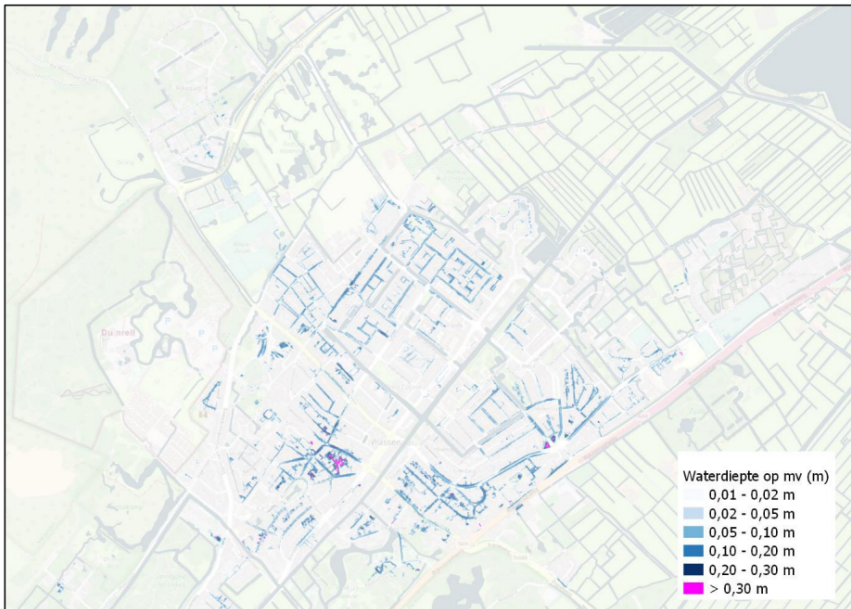 Duinrell
P
P
Waterdiepte op mv (m)
0,01 - 0,02 m
0,02 - 0,05 m
0,05 - 0,10 m
0,10 - 0,20 m
0,20 - 0,30 m
> 0,30 m